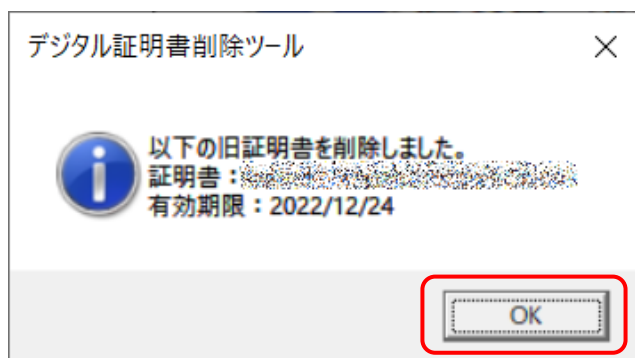 デジタル証明書削除ツール
以下の旧証明書を削除しました。
証明書：
有効期限：2022/12/24
OK